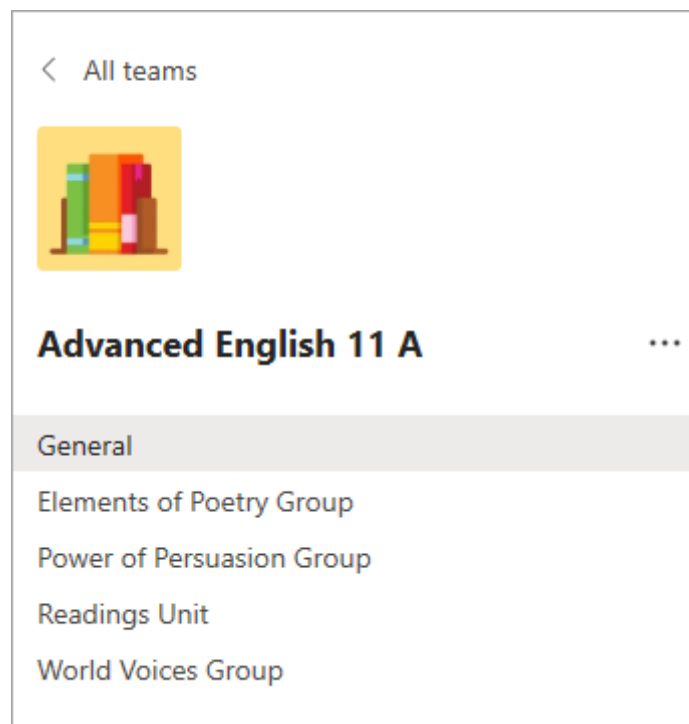 All teams
Advanced English 11 A
General
Elements of Poetry Group
Power of Persuasion Group
Readings Unit
World Voices Group